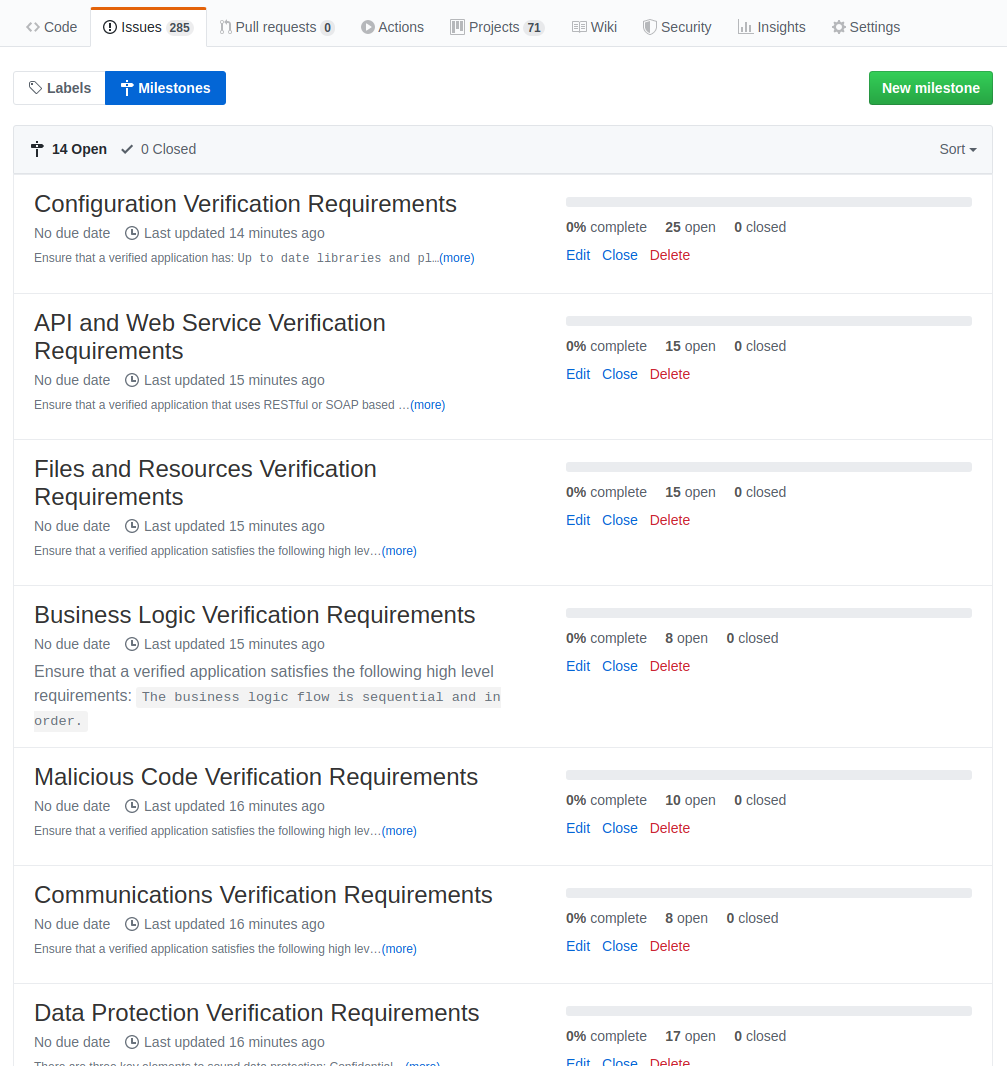 Code Issues 285 Pull requests 0 Actions Projects 71 Wiki Security Insights Settings
Labels Milestones New milestone
14 Open 0 Closed Sort
Configuration Verification Requirements
No due date Last updated 14 minutes ago
Ensure that a verified application has: Up to date libraries and pl…(more)
0% complete 25 open 0 closed
Edit Close Delete
API and Web Service Verification
Requirements
No due date Last updated 15 minutes ago
Ensure that a verified application that uses RESTful or SOAP based …(more)
0% complete 15 open 0 closed
Edit Close Delete
Files and Resources Verification
Requirements
No due date Last updated 15 minutes ago
Ensure that a verified application satisfies the following high lev…(more)
0% complete 15 open 0 closed
Edit Close Delete
Business Logic Verification Requirements
No due date Last updated 15 minutes ago
Ensure that a verified application satisfies the following high level
requirements: The business logic flow is sequential and in
order.
0% complete 8 open 0 closed
Edit Close Delete
Malicious Code Verification Requirements
No due date Last updated 16 minutes ago
Ensure that a verified application satisfies the following high lev…(more)
0% complete 10 open 0 closed
Edit Close Delete
Communications Verification Requirements
No due date Last updated 16 minutes ago
Ensure that a verified application satisfies the following high lev…(more)
0% complete 8 open 0 closed
Edit Close Delete
Data Protection Verification Requirements
No due date Last updated 16 minutes ago
There are three key elements to sound data protection: Confidential…(more)
0% complete 17 open 0 closed
Edit Close Delete